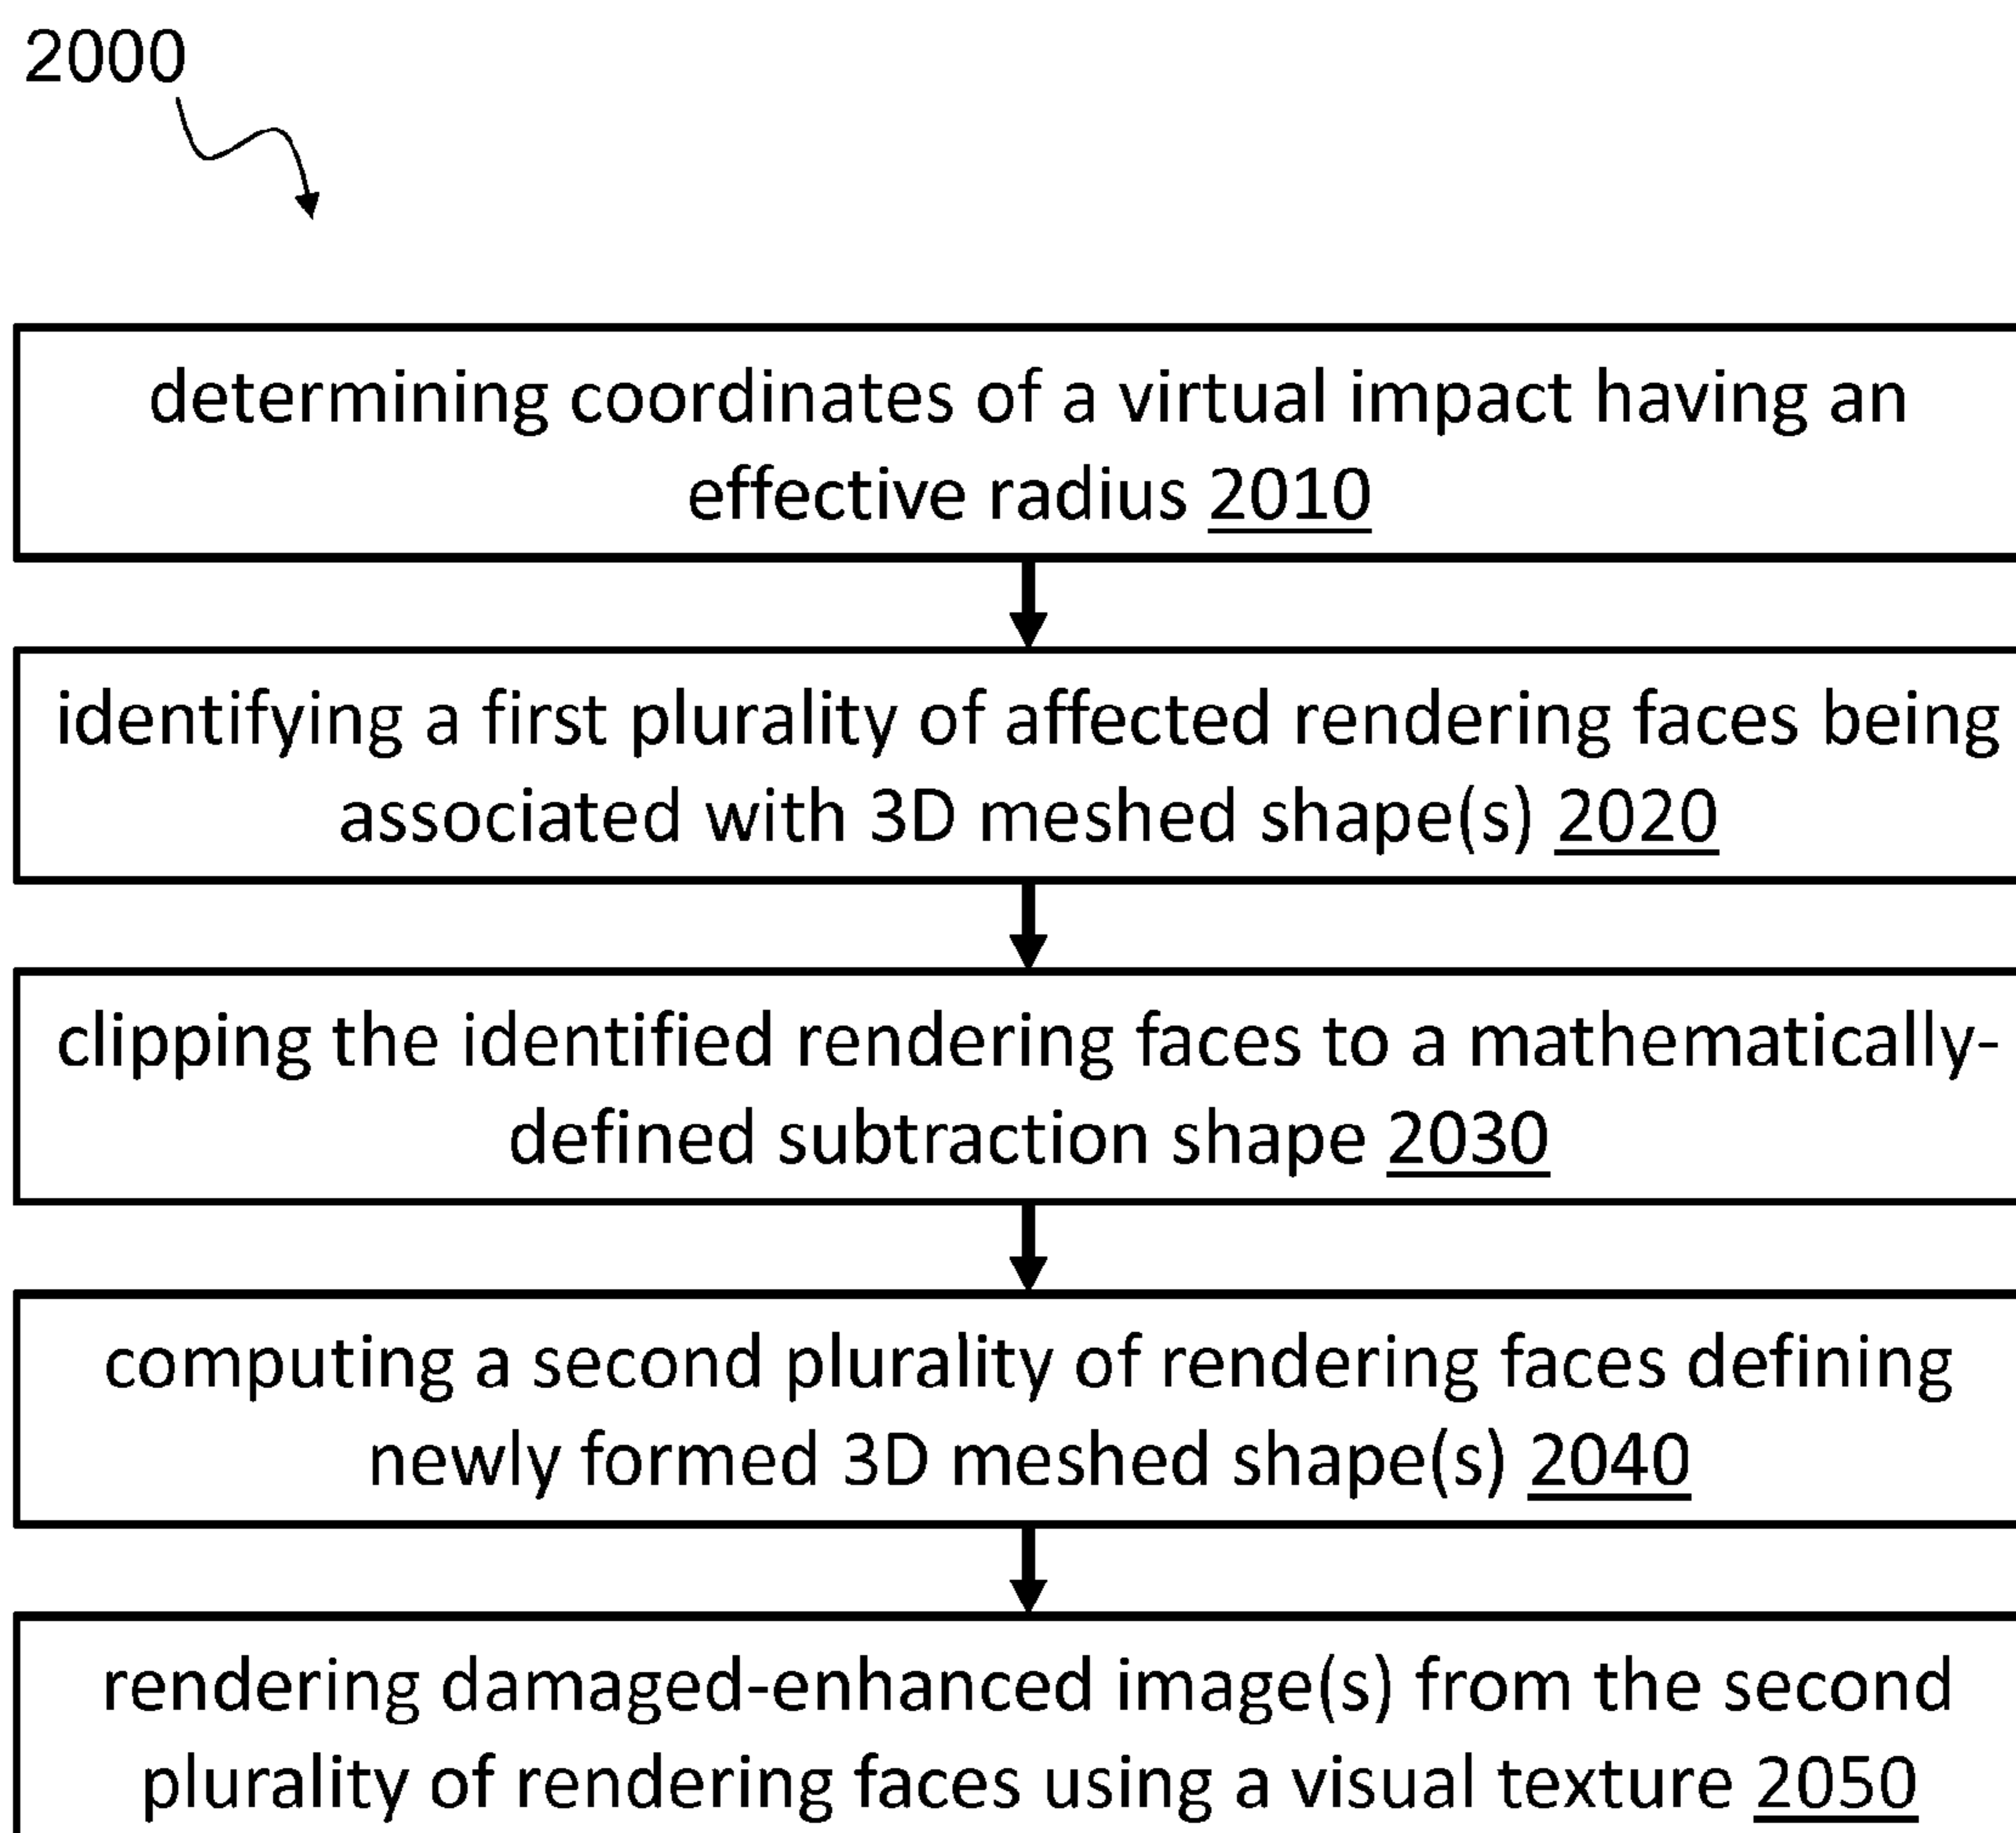 2000
determining coordinates of a virtual impact having an
effective radius 2010
identifying a first plurality of affected rendering faces being
associated with 3D meshed shape(s) 2020
clipping the identified rendering faces to a mathematically-
defined subtraction shape 2030
computing a second plurality of rendering faces defining
newly formed 3D meshed shape(s) 2040
rendering damaged-enhanced image(s) from the second
plurality of rendering faces using a visual texture 2050